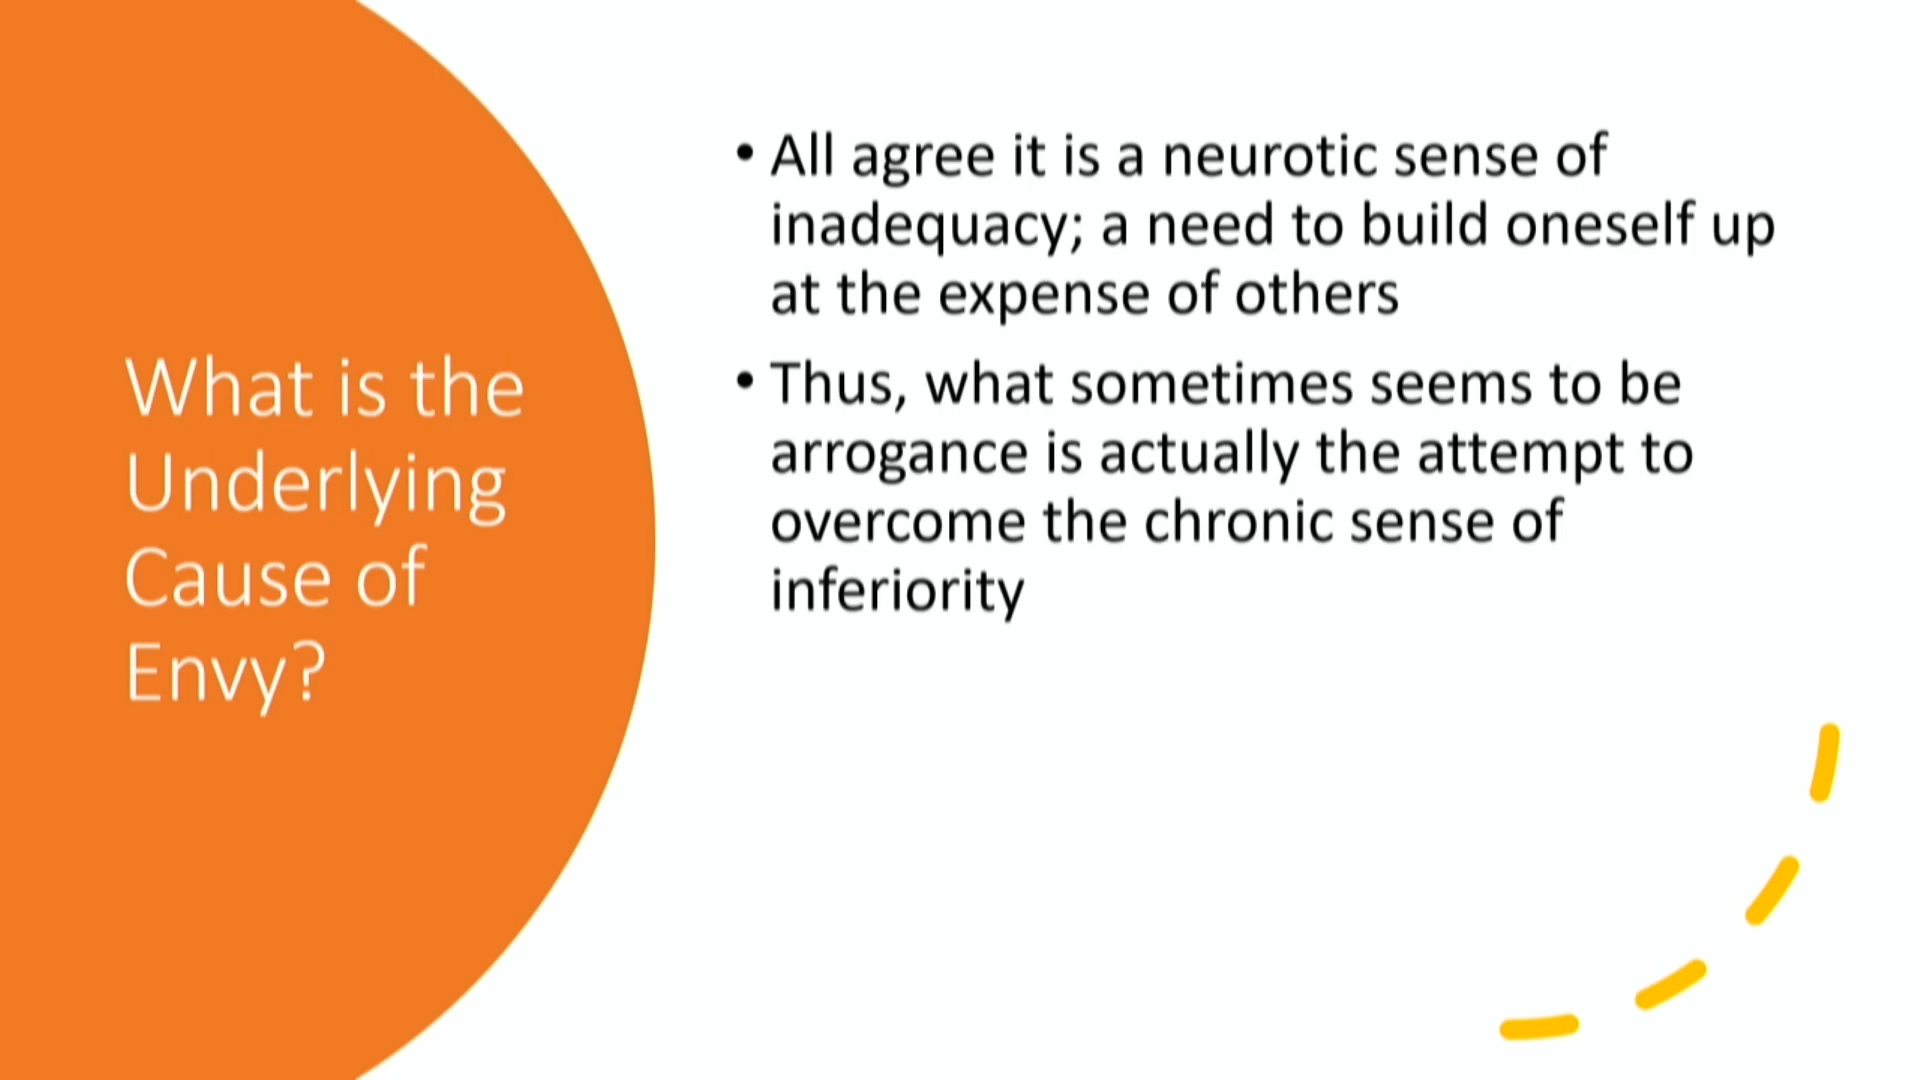 What is the
Underlying
Cause of
Envy?
• All agree it is a neurotic sense of
inadequacy; a need to build oneself up
at the expense of others
• Thus, what sometimes seems to be
arrogance is actually the attempt to
overcome the chronic sense of
inferiority